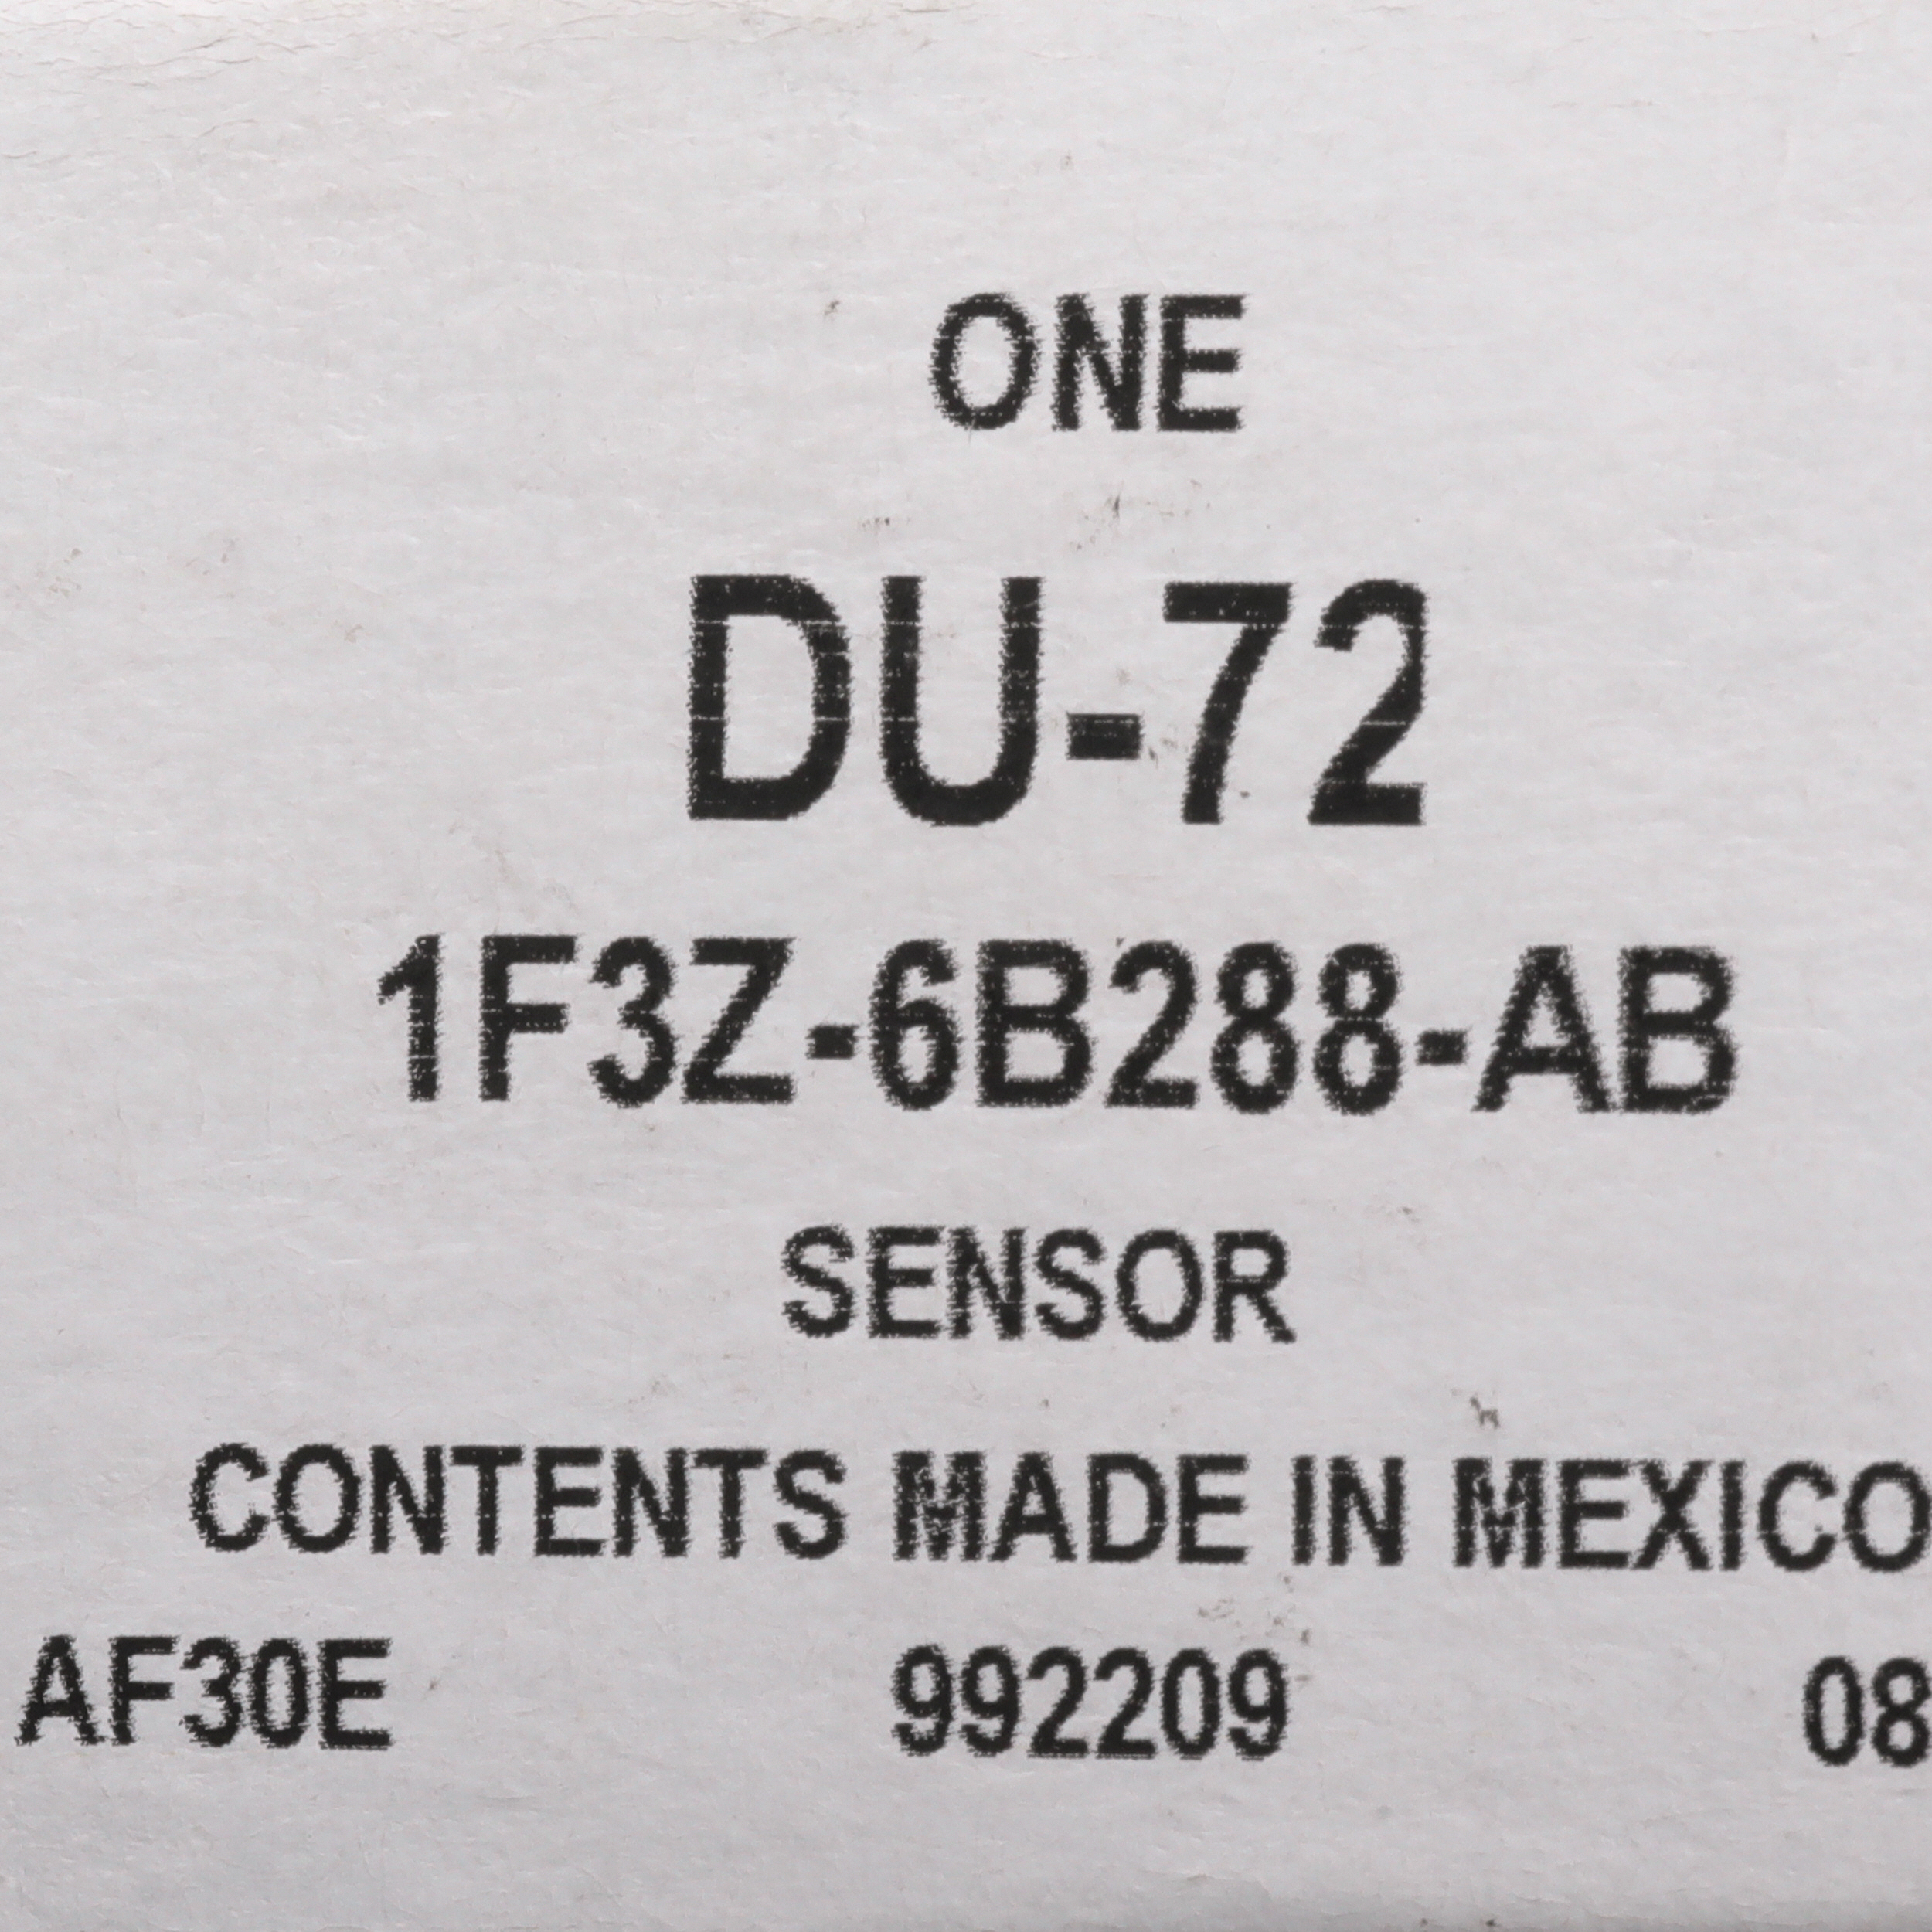 ONE
DU-72
1F3Z-6B288-AB
SENSOR
CONTENTS MADE IN MEXICO
AF30E 992209 08